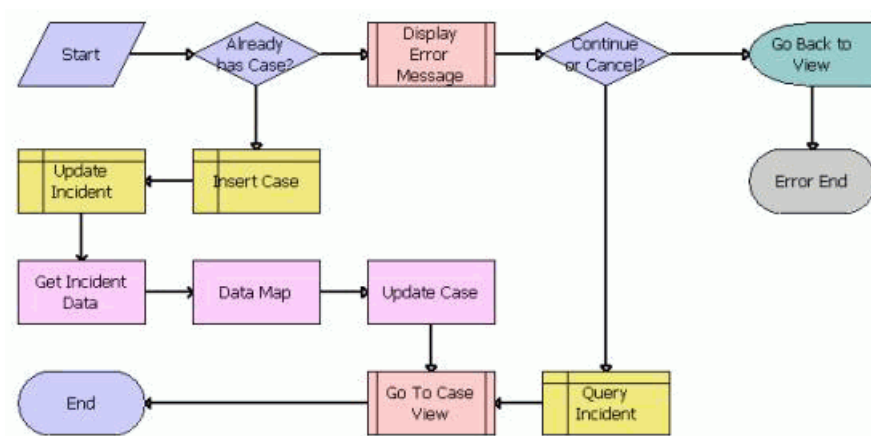 Start
Already
has Case?
Display
Error
Message
Continue
or Cancel?
Go Back to
View
Update
Incident
Insert Case
Error End
Get Incident
Data
Data Map
Update Case
End
Go To Case
View
Query
Incident